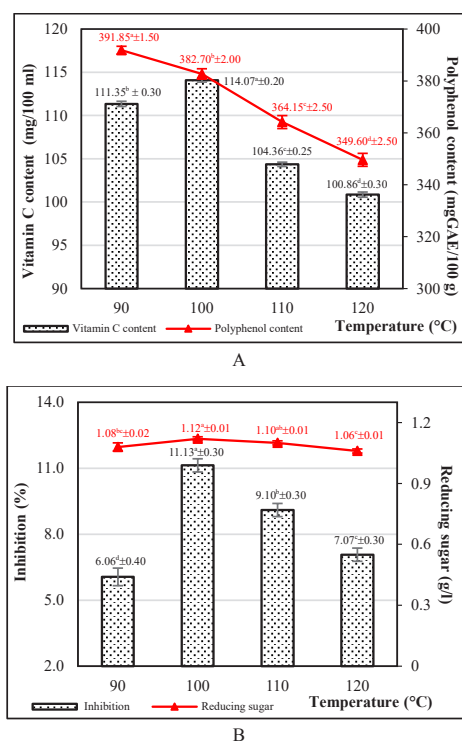 120
115
110
105
100
95
90
Vitamin C content (mg/100 ml)
400
380
360
340
320
300
Polyphenol content (mgGAE/100 g)
391.85ᵃ±1.50
382.70ᵇ±2.00
364.15ᶜ±2.50
349.60ᵈ±2.50
111.35ᵇ ± 0.30
114.07ᵃ±0.20
104.36ᶜ±0.25
100.86ᵈ±0.30
90 100 110 120
Vitamin C content Polyphenol content Temperature (°C)
A
14.0
11.0
8.0
5.0
2.0
Inhibition (%)
1.2
0.9
0.6
0.3
0
Reducing sugar (g/l)
1.08ᵇᶜ±0.02
1.12ᵃ±0.01
1.10ᵃᵇ±0.01
1.06ᶜ±0.01
6.06ᵈ±0.40
11.13ᵃ±0.30
9.10ᵇ±0.30
7.07ᶜ±0.30
90 100 110 120
Inhibition Reducing sugar Temperature (°C)
B